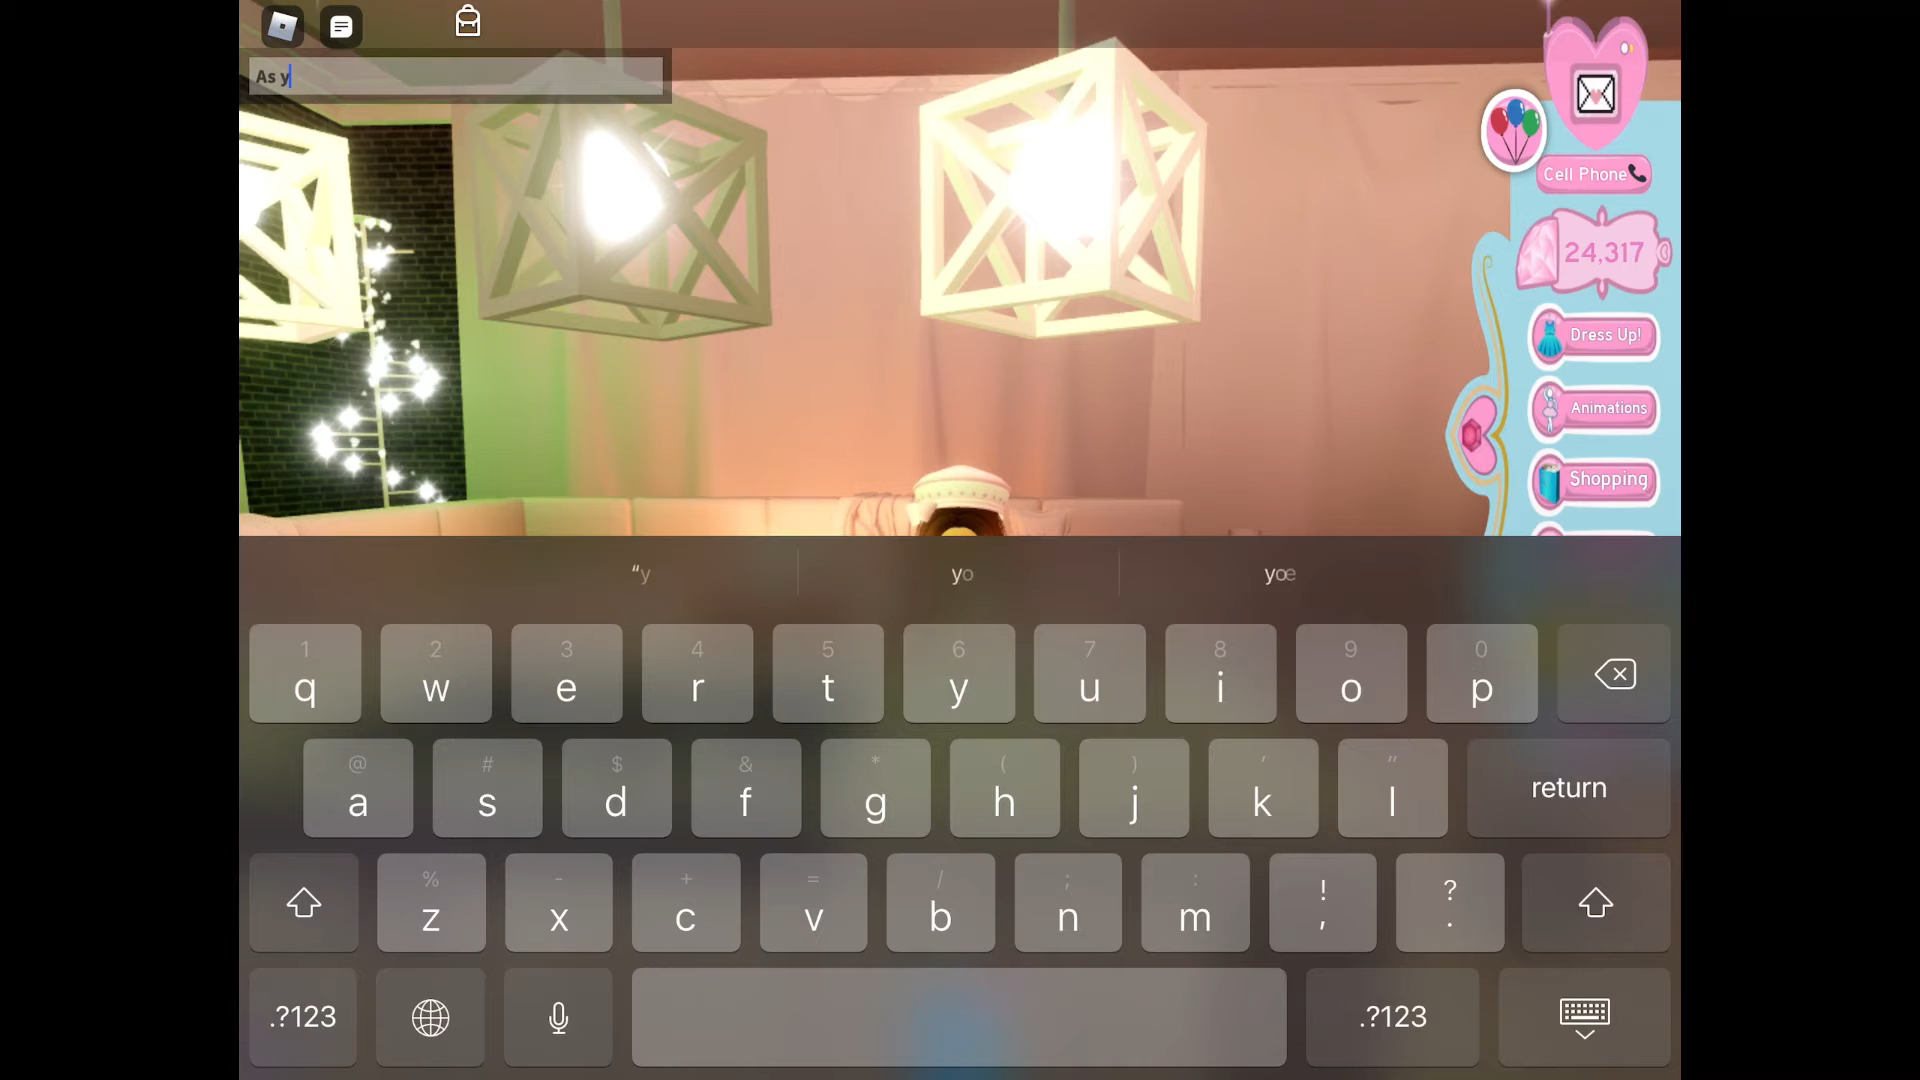 As y
Cell Phone
24,317
Dress Up!
Animations
Shopping
“y
yo
yoe
1 2 3 4 5 6 7 8 9 0
q w e r t y u i o p
@ # $ & * ( ) ' "
a s d f g h j k l return
% - + = / ; : ! ?
z x c v b n m , .
.?123 .?123